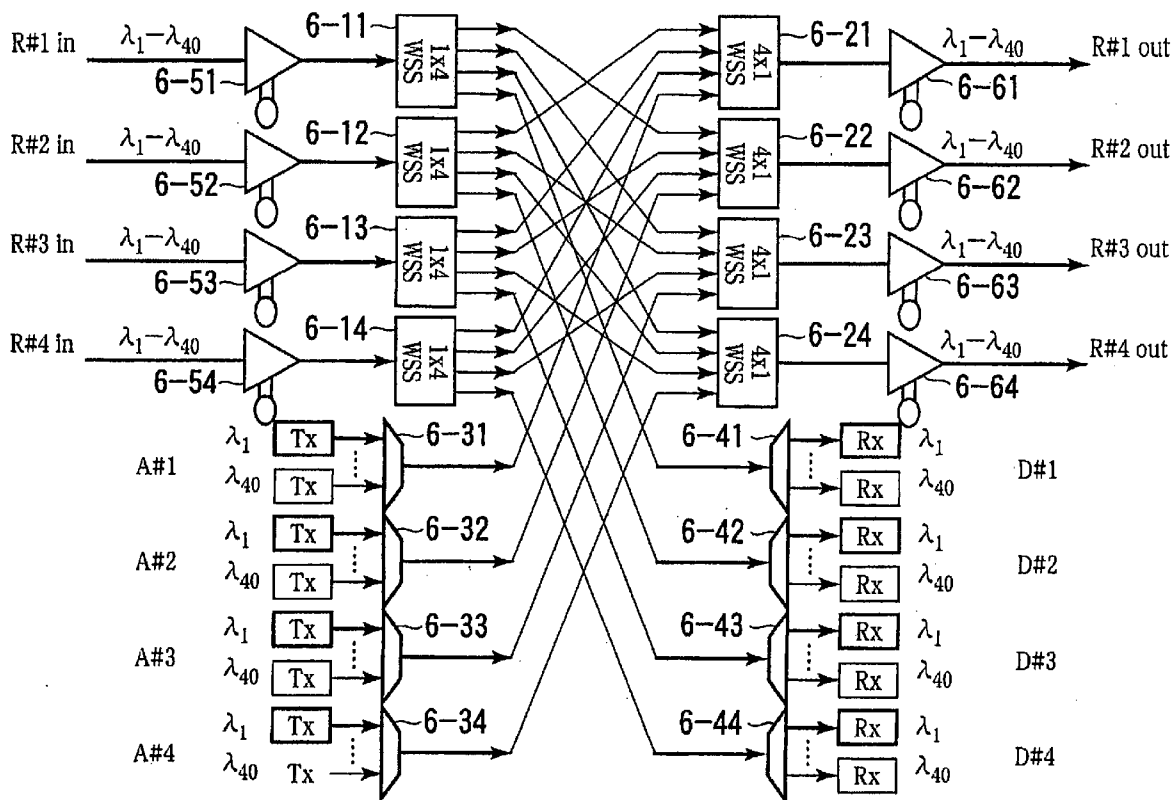 R#1 in λ1–λ40 6-11 1x4 WSS 4x1 WSS 6-21 λ1–λ40 R#1 out
6-51 6-61
R#2 in λ1–λ40 6-12 1x4 WSS 4x1 WSS 6-22 λ1–λ40 R#2 out
6-52 6-62
R#3 in λ1–λ40 6-13 1x4 WSS 4x1 WSS 6-23 λ1–λ40 R#3 out
6-53 6-63
R#4 in λ1–λ40 6-14 1x4 WSS 4x1 WSS 6-24 λ1–λ40 R#4 out
6-54 6-64
λ1 Tx 6-31 6-41 Rx λ1
A#1 D#1
λ40 Tx Rx λ40
λ1 Tx 6-32 6-42 Rx λ1
A#2 D#2
λ40 Tx Rx λ40
λ1 Tx 6-33 6-43 Rx λ1
A#3 D#3
λ40 Tx Rx λ40
λ1 Tx 6-34 6-44 Rx λ1
A#4 D#4
λ40 Tx Rx λ40